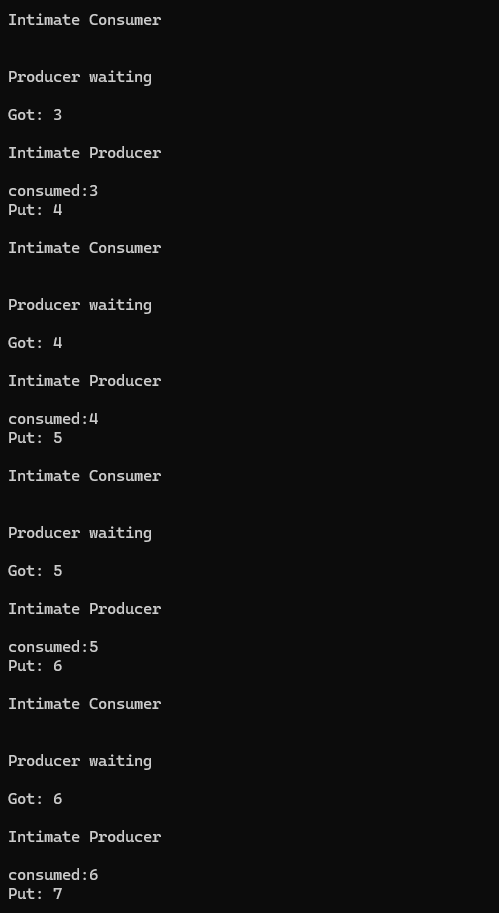 Intimate Consumer
Producer waiting
Got: 3
Intimate Producer
consumed:3
Put: 4
Intimate Consumer
Producer waiting
Got: 4
Intimate Producer
consumed:4
Put: 5
Intimate Consumer
Producer waiting
Got: 5
Intimate Producer
consumed:5
Put: 6
Intimate Consumer
Producer waiting
Got: 6
Intimate Producer
consumed:6
Put: 7